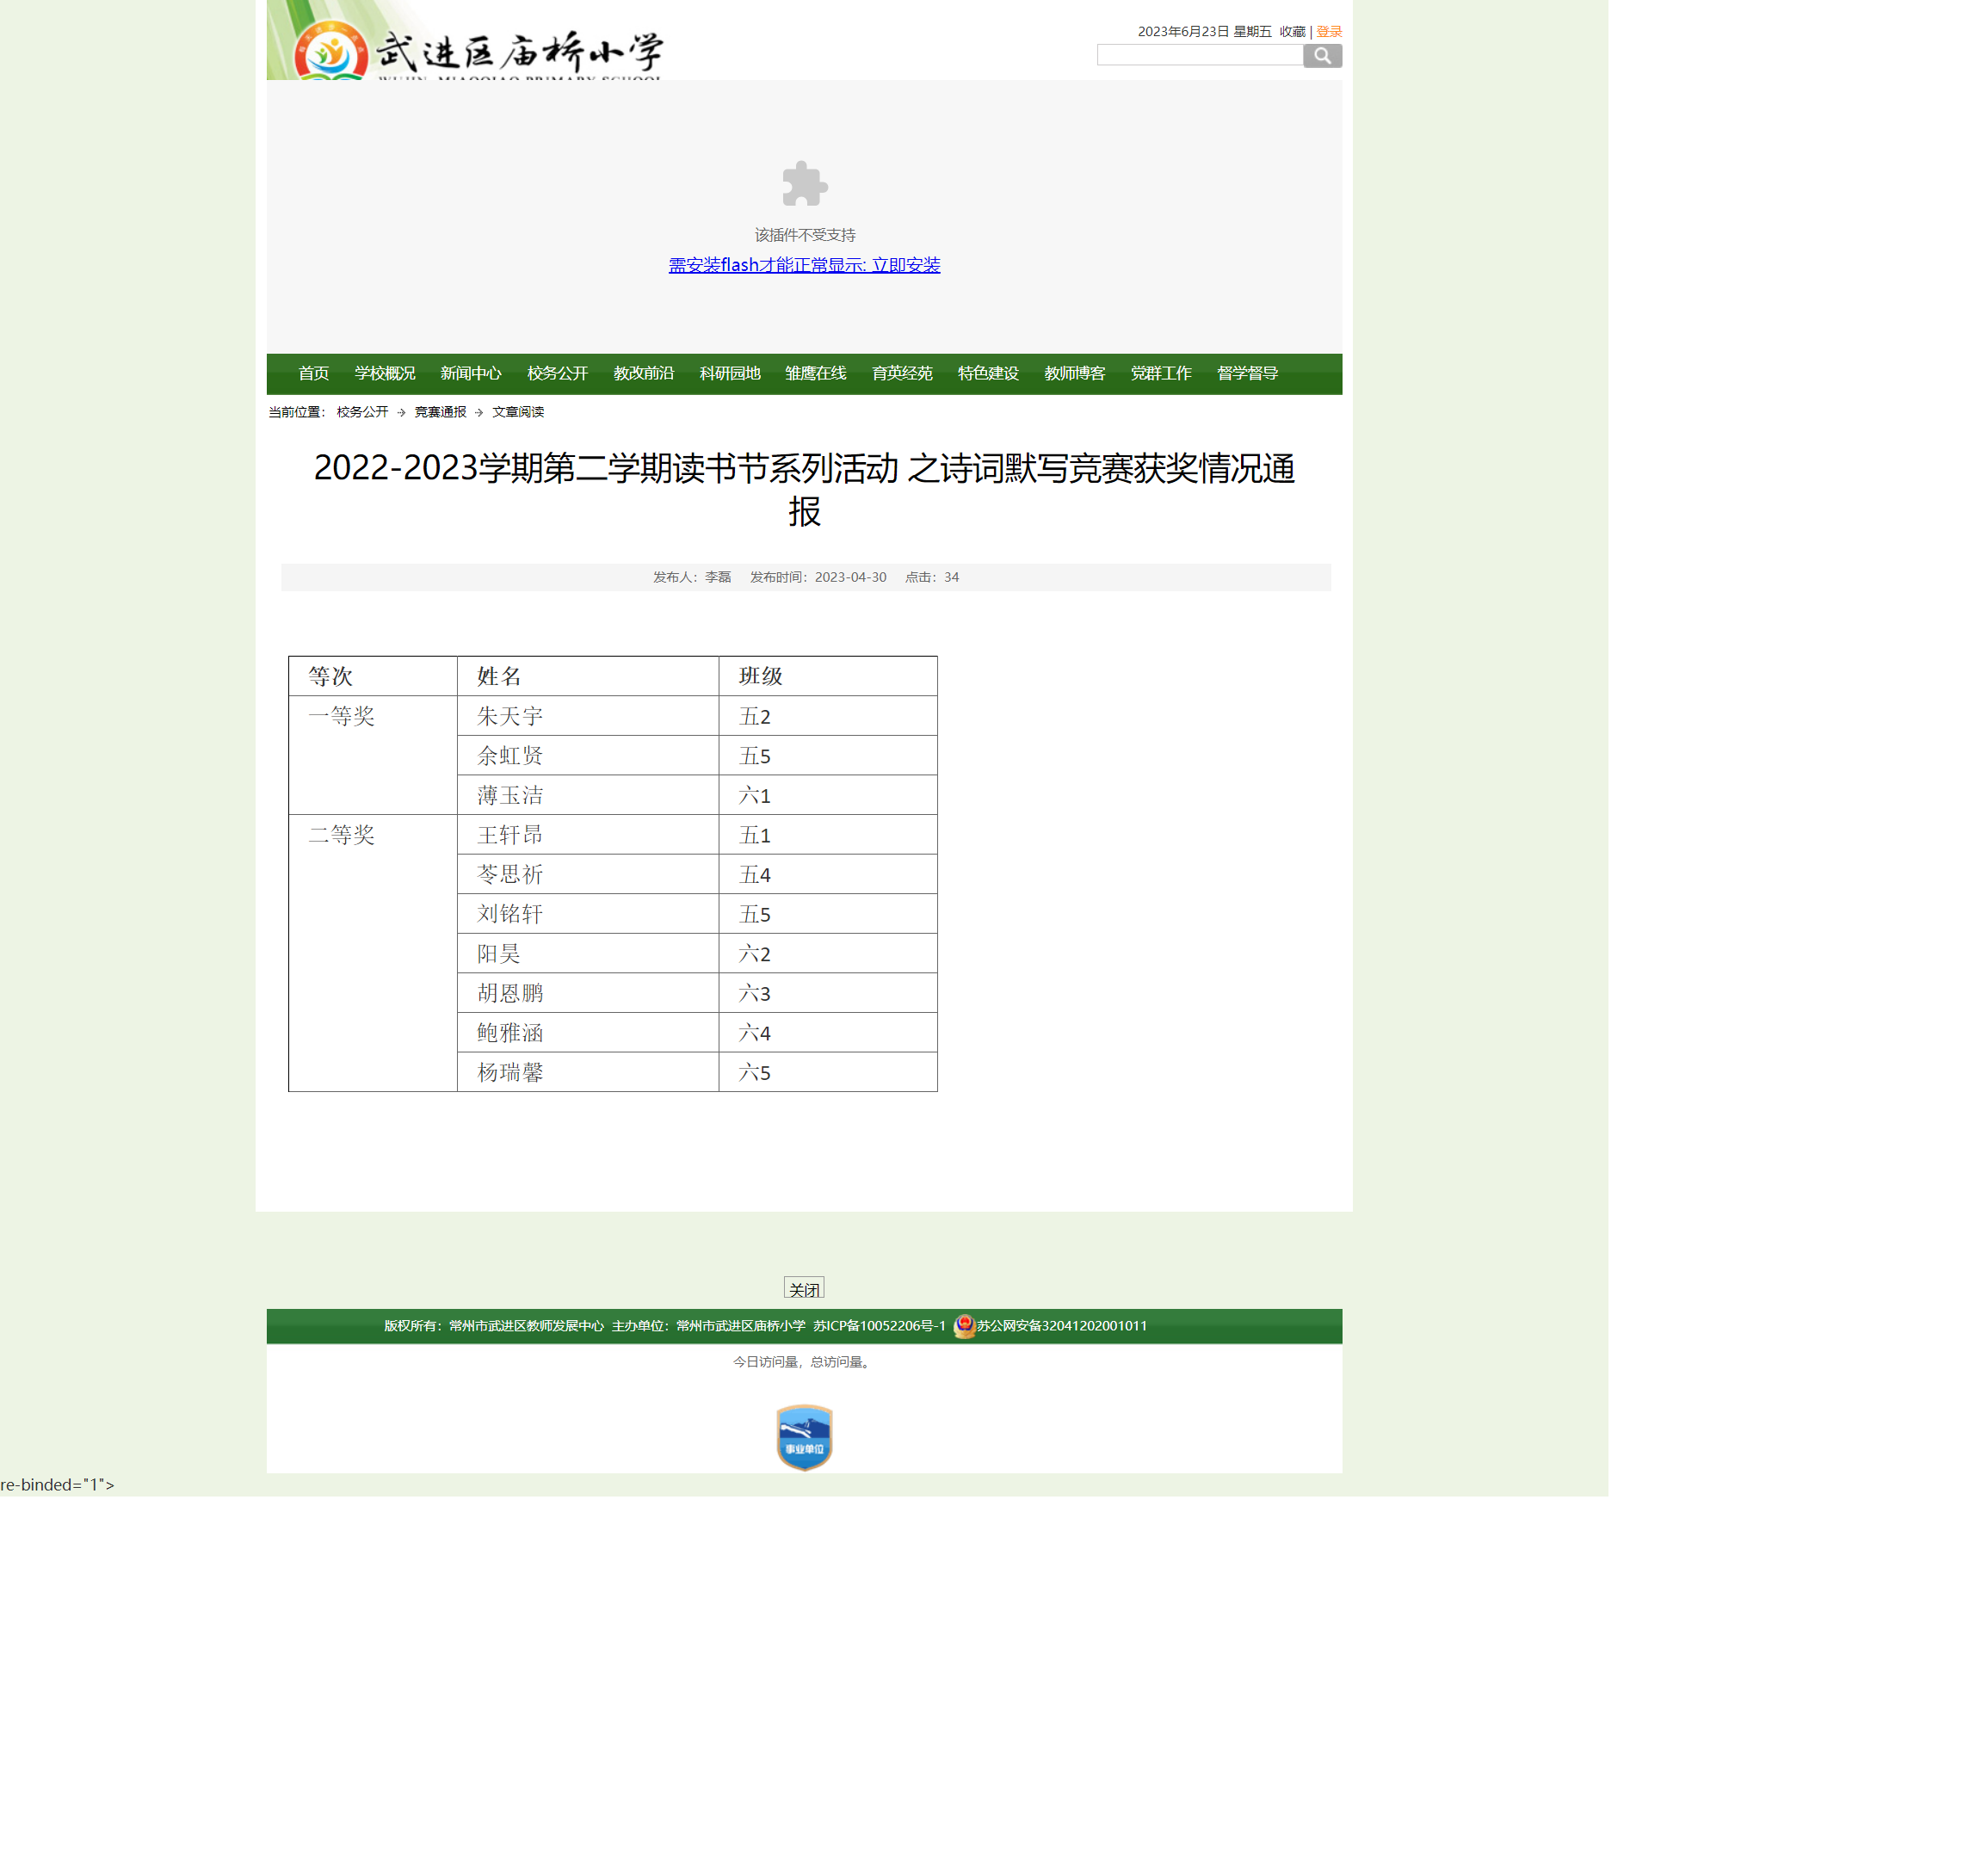 武进区庙桥小学
WUJIN MIAOQIAO PRIMARY SCHOOL
2023年6月23日 星期五 收藏 | 登录
该插件不受支持
需安装flash才能正常显示: 立即安装
首页 学校概况 新闻中心 校务公开 教改前沿 科研园地 雏鹰在线 育英经苑 特色建设 教师博客 党群工作 督学督导
当前位置： 校务公开 → 竞赛通报 → 文章阅读
2022-2023学期第二学期读书节系列活动 之诗词默写竞赛获奖情况通
报
发布人：李磊 发布时间：2023-04-30 点击：34
等次 姓名 班级
一等奖 朱天宇 五2
余虹贤 五5
薄玉洁 六1
二等奖 王轩昂 五1
苓思祈 五4
刘铭轩 五5
阳昊 六2
胡恩鹏 六3
鲍雅涵 六4
杨瑞馨 六5
关闭
版权所有：常州市武进区教师发展中心 主办单位：常州市武进区庙桥小学 苏ICP备10052206号-1 苏公网安备32041202001011
今日访问量，总访问量。
事业单位
re-binded="1">